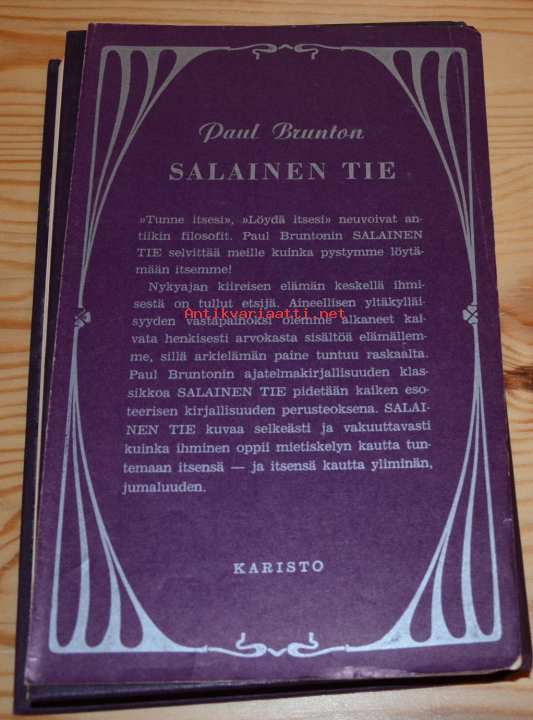 Paul Brunton
SALAINEN TIE
»Tunne itsesi», »Löydä itsesi» neuvoivat an-
tiikin filosofit. Paul Bruntonin SALAINEN
TIE selvittää meille kuinka pystymme löytä-
mään itsemme!
Nykyajan kiireisen elämän keskellä ihmi-
sestä on tullut etsijä. Aineellisen yltäkylläi-
syyden vastapainoksi olemme alkaneet kai-
Antikvariaatti.net
vata henkisesti arvokasta sisältöä elämällem-
me, sillä arkielämän paine tuntuu raskaalta.
Paul Bruntonin ajatelmakirjallisuuden klas-
sikkoa SALAINEN TIE pidetään kaiken eso-
teerisen kirjallisuuden perusteoksena. SALAI-
NEN TIE kuvaa selkeästi ja vakuuttavasti
kuinka ihminen oppii mietiskelyn kautta tun-
temaan itsensä — ja itsensä kautta yliminän,
jumaluuden.
KARISTO